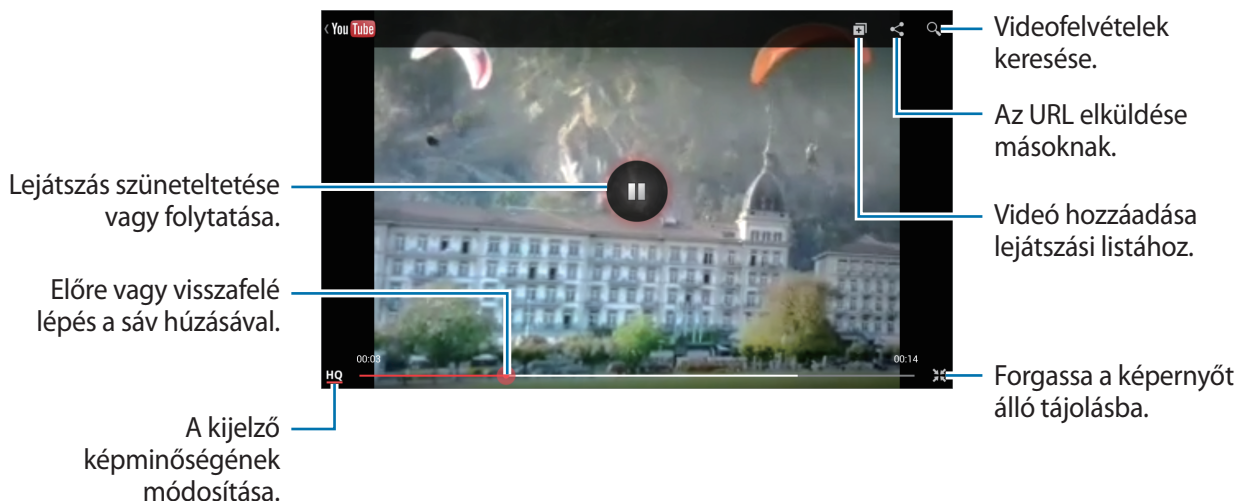 You Tube
Videofelvételek
keresése.
Az URL elküldése
másoknak.
Lejátszás szüneteltetése
vagy folytatása.
Videó hozzáadása
lejátszási listához.
Előre vagy visszafelé
lépés a sáv húzásával.
00:03
00:14
HQ
Forgassa a képernyőt
álló tájolásba.
A kijelző
képminőségének
módosítása.